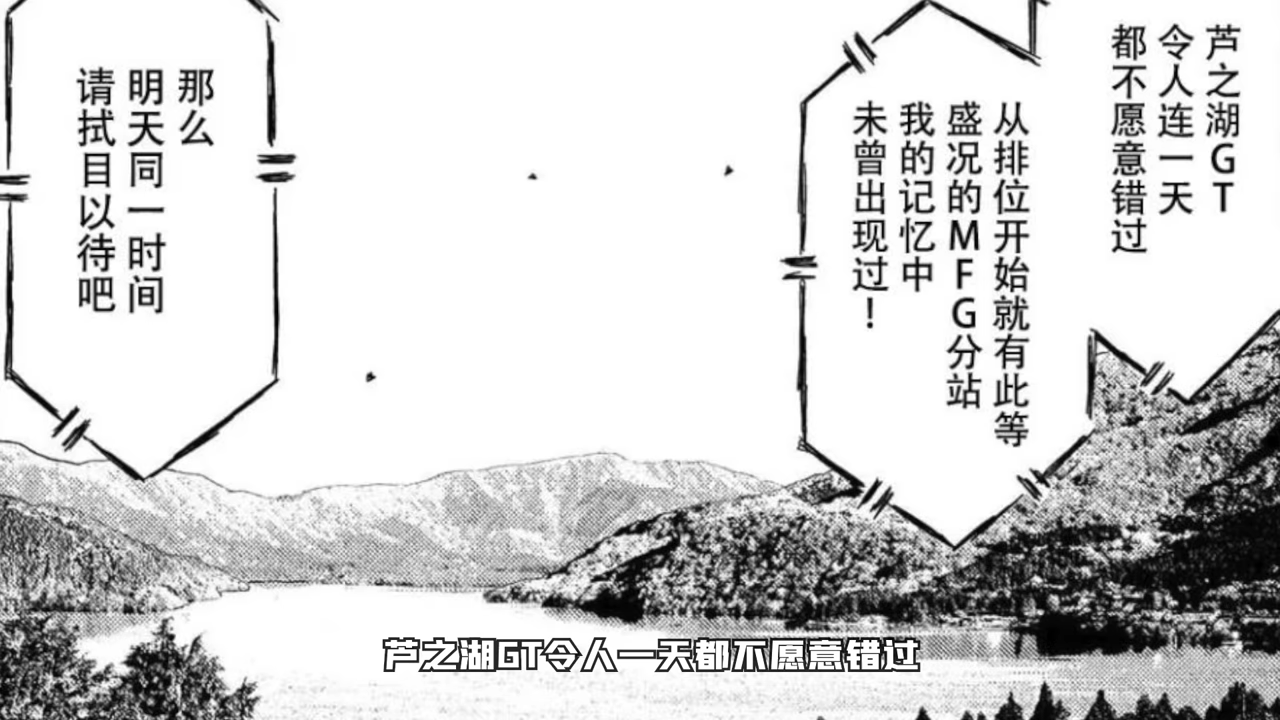 芦之湖GT
令人连一天
都不愿意错过
从排位开始就有此等
盛况的MFG分站
我的记忆中
未曾出现过！
那么
明天同一时间
请拭目以待吧
芦之湖GT令人一天都不愿意错过